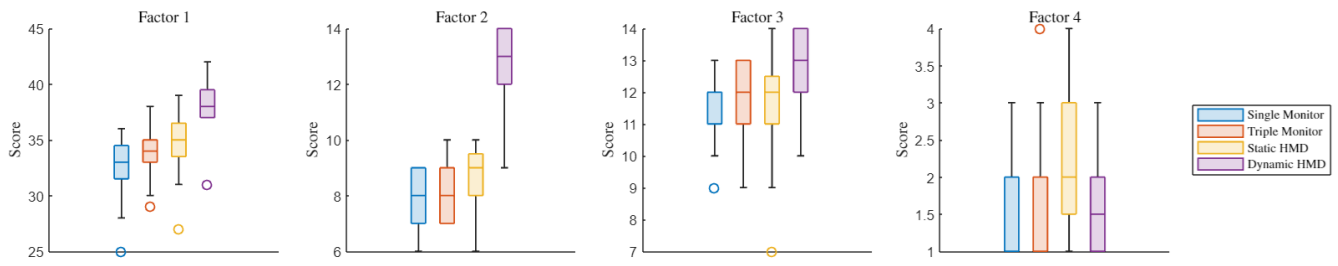 Factor 1
45
40
35
30
25
Score
Factor 2
14
12
10
8
6
Score
Factor 3
14
13
12
11
10
9
8
7
Score
Factor 4
4
3.5
3
2.5
2
1.5
1
Score
Single Monitor
Triple Monitor
Static HMD
Dynamic HMD